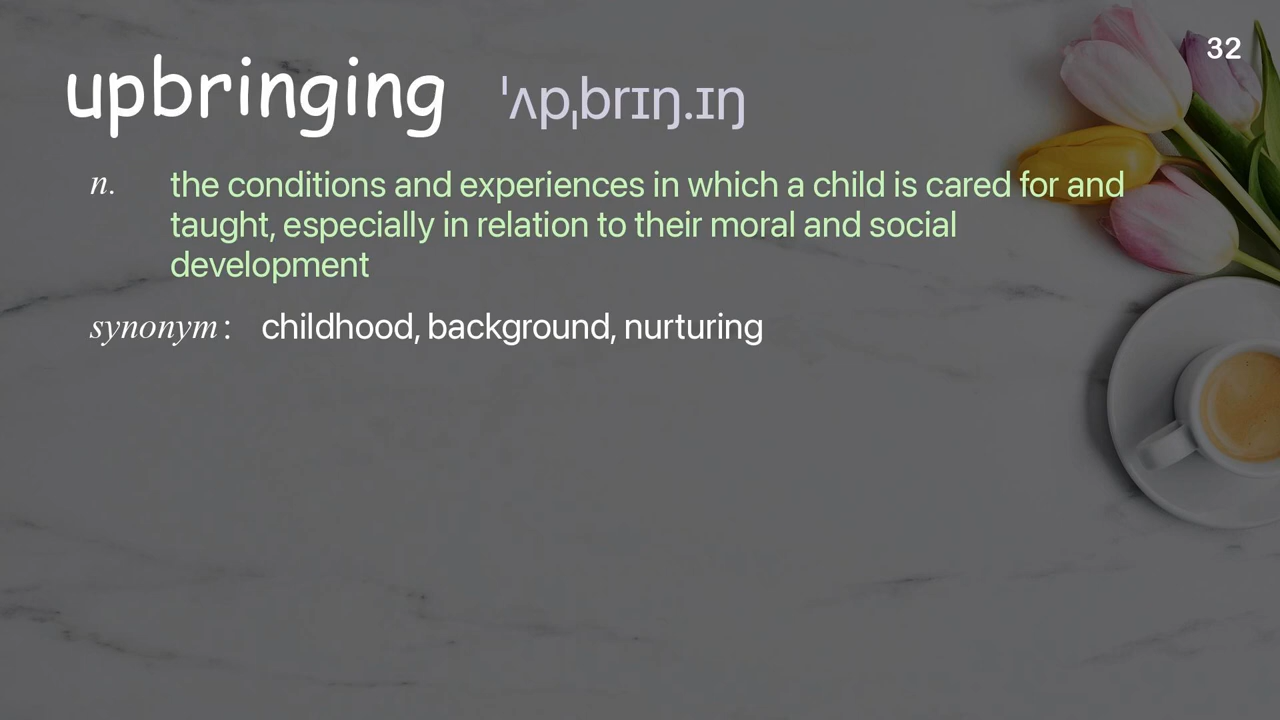 32
upbringing ˈʌpˌbrɪŋ.ɪŋ
n. the conditions and experiences in which a child is cared for and
taught, especially in relation to their moral and social
development
synonym: childhood, background, nurturing